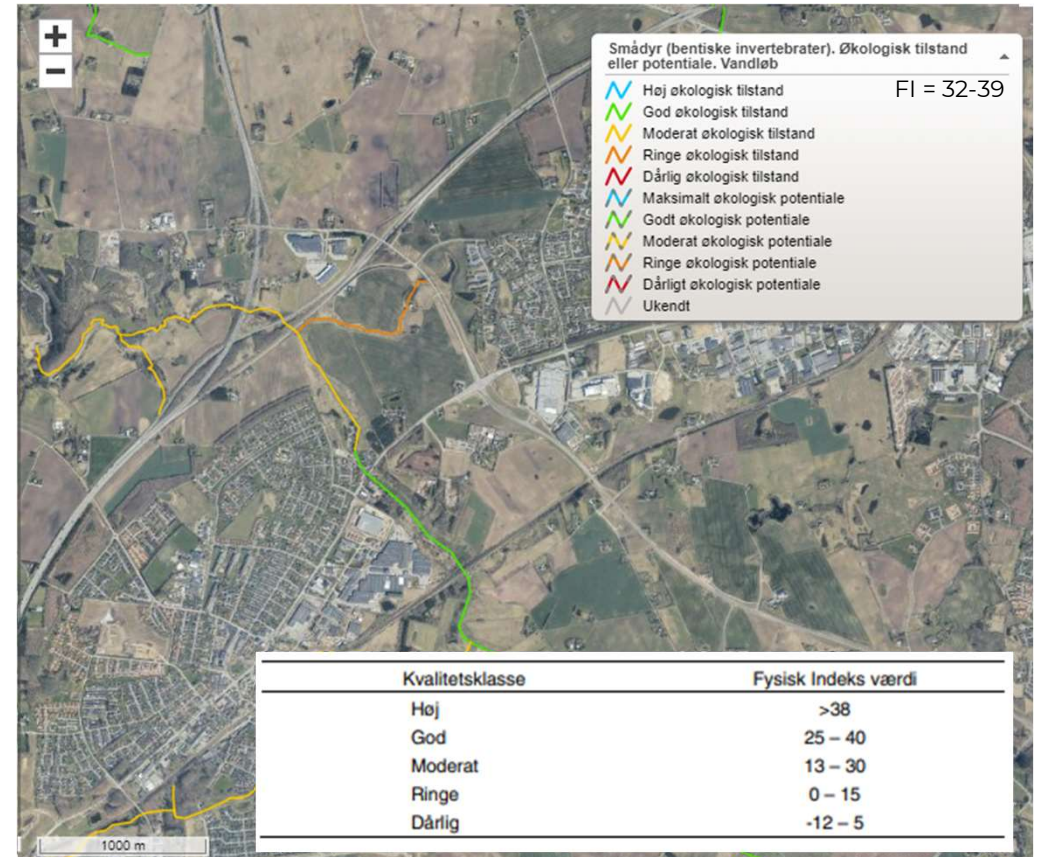 +
−
Smådyr (bentiske invertebrater). Økologisk tilstand
eller potentiale. Vandløb
Høj økologisk tilstand FI = 32-39
God økologisk tilstand
Moderat økologisk tilstand
Ringe økologisk tilstand
Dårlig økologisk tilstand
Maksimalt økologisk potentiale
Godt økologisk potentiale
Moderat økologisk potentiale
Ringe økologisk potentiale
Dårligt økologisk potentiale
Ukendt
Kvalitetsklasse Fysisk Indeks værdi
Høj >38
God 25 – 40
Moderat 13 – 30
Ringe 0 – 15
Dårlig -12 – 5
1000 m